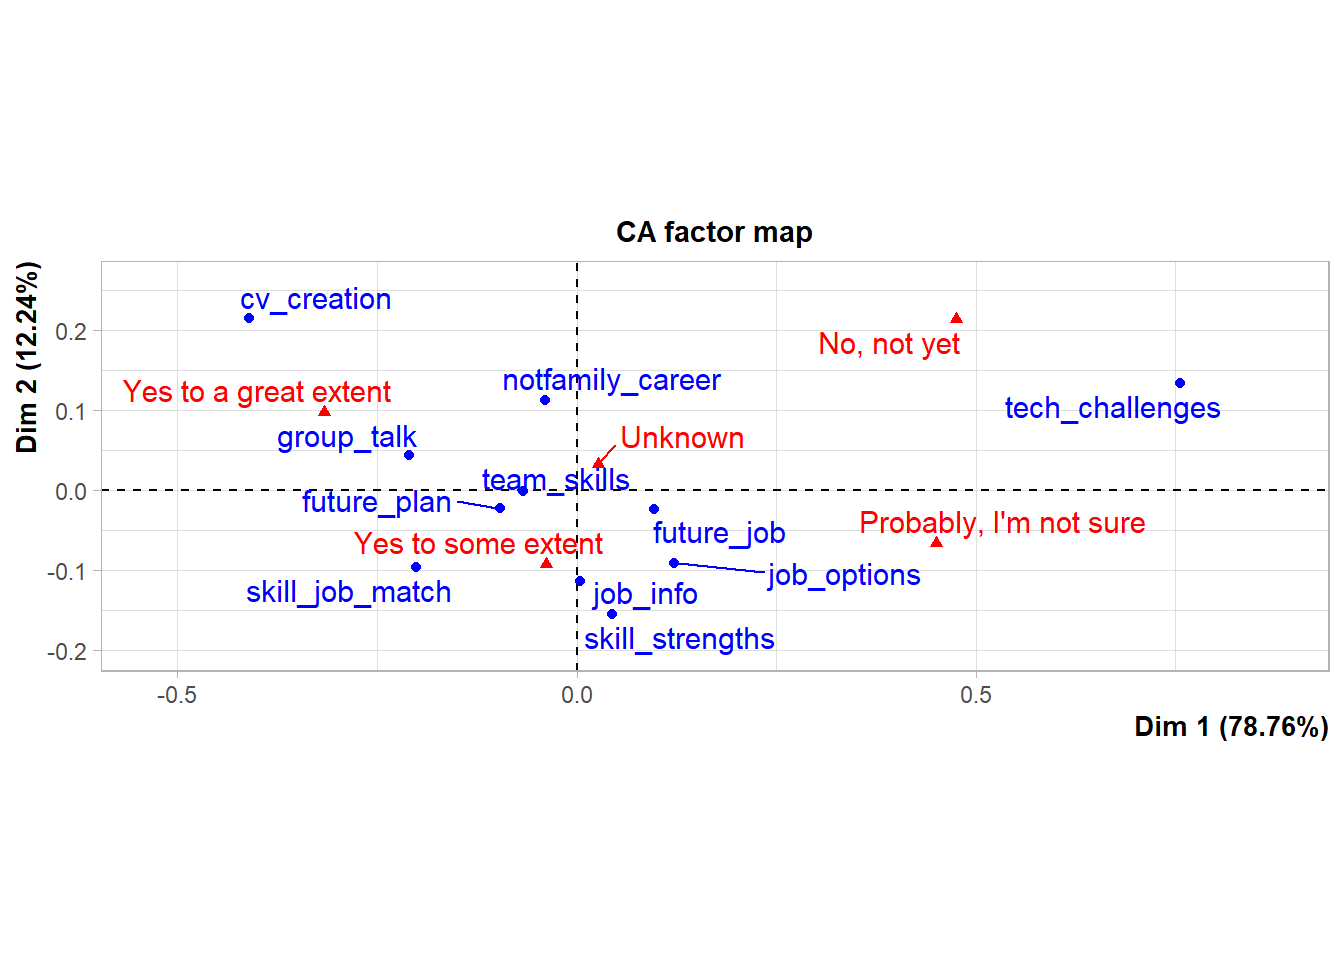 CA factor map
Dim 2 (12.24%)
0.2
0.1
0.0
-0.1
-0.2
cv_creation
No, not yet
notfamily_career
Yes to a great extent
tech_challenges
group_talk
Unknown
team_skills
future_plan
Probably, I'm not sure
future_job
Yes to some extent
job_options
skill_job_match
job_info
skill_strengths
-0.5
0.0
0.5
Dim 1 (78.76%)